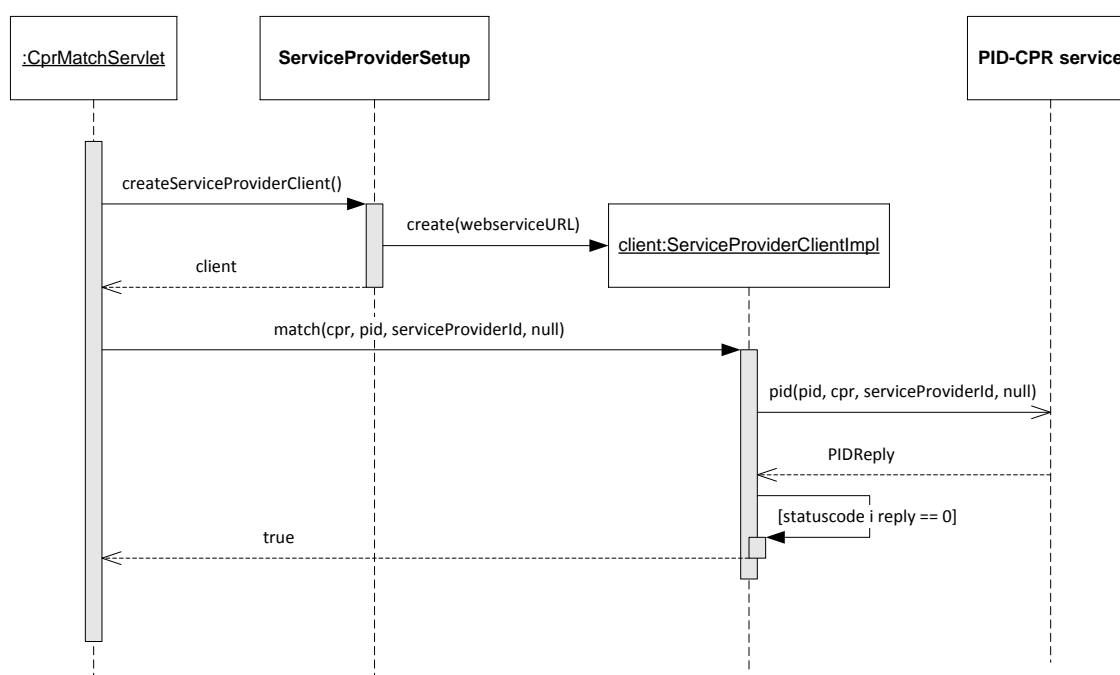 :CprMatchServlet
ServiceProviderSetup
PID-CPR service
createServiceProviderClient()
create(webserviceURL)
client:ServiceProviderClientImpl
client
match(cpr, pid, serviceProviderId, null)
pid(pid, cpr, serviceProviderId, null)
PIDReply
[statuscode i reply == 0]
true